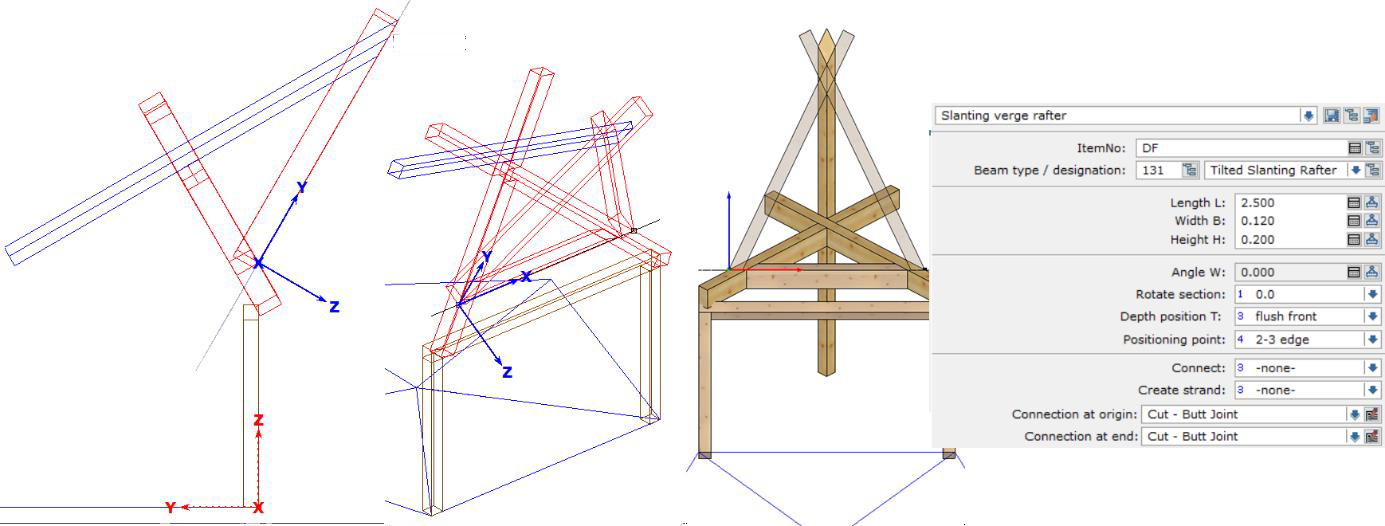 Y
X
Z
Z
Y
X
Y
X
Z
Slanting verge rafter
ItemNo: DF
Beam type / designation: 131 Tilted Slanting Rafter
Length L: 2.500
Width B: 0.120
Height H: 0.200
Angle W: 0.000
Rotate section: 1 0.0
Depth position T: 3 flush front
Positioning point: 4 2-3 edge
Connect: 3 -none-
Create strand: 3 -none-
Connection at origin: Cut - Butt Joint
Connection at end: Cut - Butt Joint